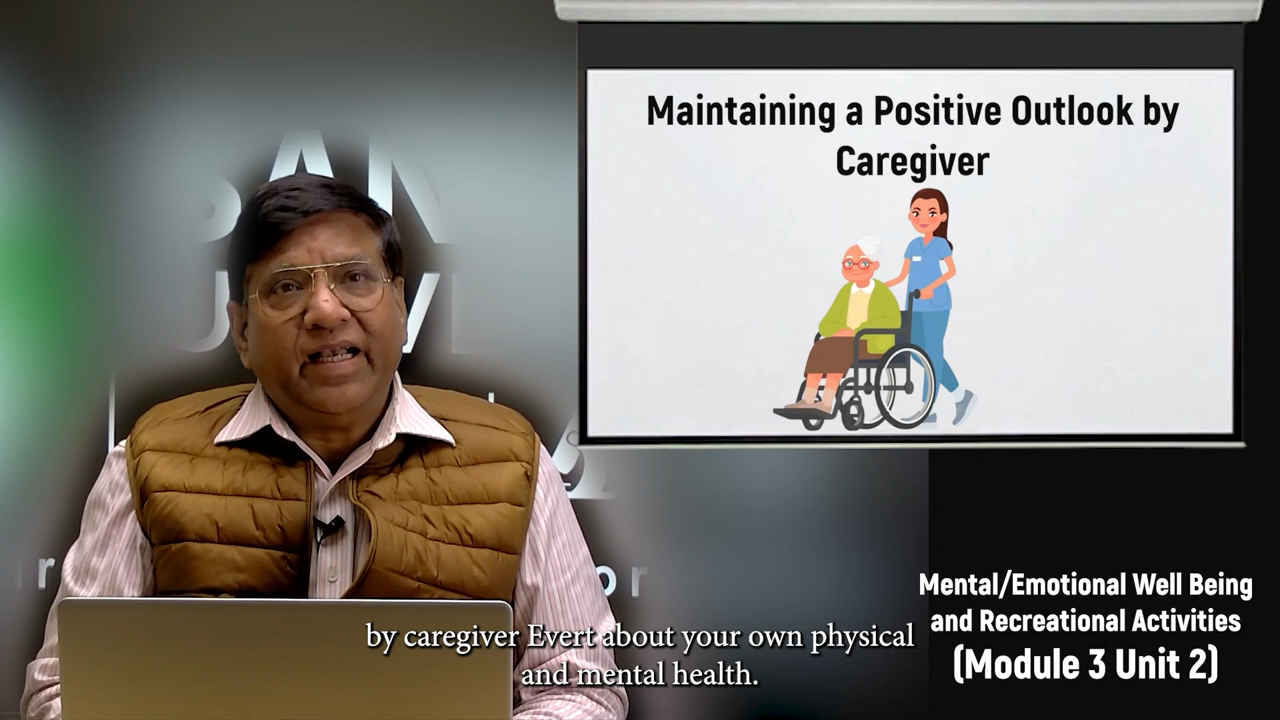 Maintaining a Positive Outlook by
Caregiver
Mental/Emotional Well Being
and Recreational Activities
(Module 3 Unit 2)
by caregiver Evert about your own physical
and mental health.